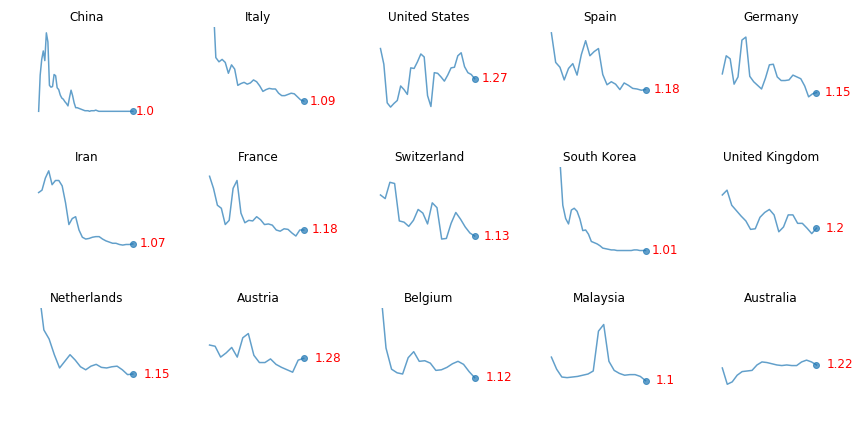 China
Italy
United States
Spain
Germany
1.0
1.09
1.27
1.18
1.15
Iran
France
Switzerland
South Korea
United Kingdom
1.07
1.18
1.13
1.01
1.2
Netherlands
Austria
Belgium
Malaysia
Australia
1.15
1.28
1.12
1.1
1.22